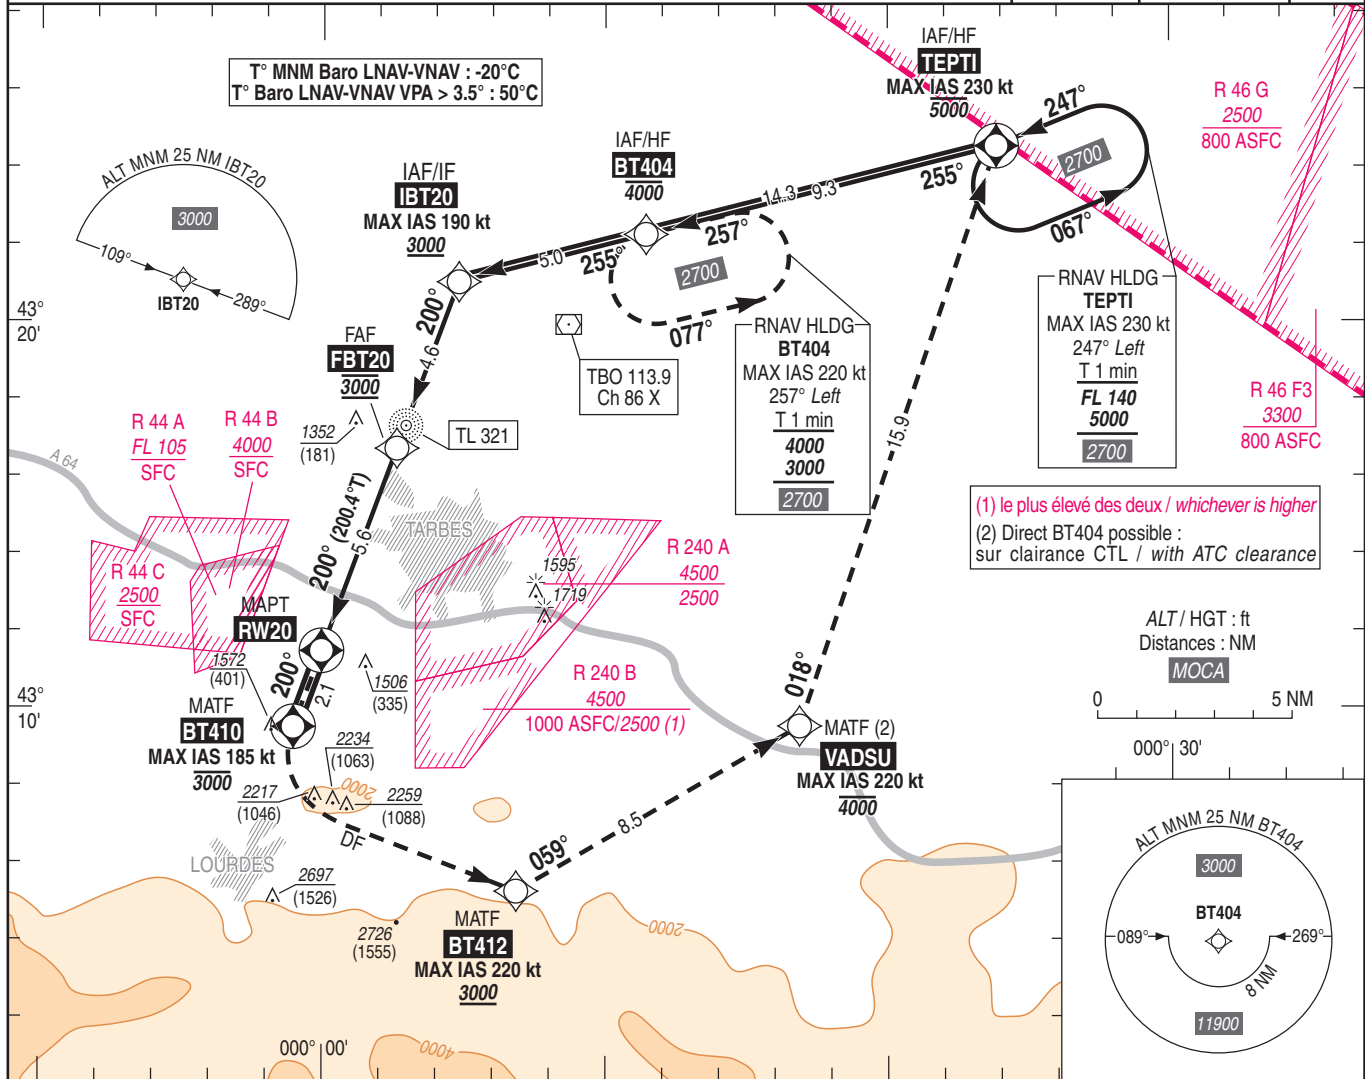 T° MNM Baro LNAV-VNAV : -20°C
T° Baro LNAV-VNAV VPA > 3.5° : 50°C
IAF/HF
TEPTI
MAX IAS 230 kt
5000
247°
2700
067°
255°
R 46 G
2500
800 ASFC
ALT MNM 25 NM IBT20
3000
109°
289°
IBT20
IAF/IF
IBT20
MAX IAS 190 kt
3000
IAF/HF
BT404
4000
14.3
9.3
5.0
255°
257°
2700
077°
43°
20'
200°
4.6
FAF
FBT20
3000
TBO 113.9
Ch 86 X
TL 321
RNAV HLDG
BT404
MAX IAS 220 kt
257° Left
T 1 min
4000
3000
2700
RNAV HLDG
TEPTI
MAX IAS 230 kt
247° Left
T 1 min
FL 140
5000
2700
R 46 F3
3300
800 ASFC
15.9
1352
(181)
R 44 A
FL 105
SFC
R 44 B
4000
SFC
A 64
R 44 C
2500
SFC
200° (200.4°T)
5.6
TARBES
1595
1719
R 240 A
4500
2500
(1) le plus élevé des deux / whichever is higher
(2) Direct BT404 possible :
sur clairance CTL / with ATC clearance
MAPT
RW20
1572
(401)
200°
2.1
1506
(335)
R 240 B
4500
1000 ASFC/2500 (1)
018°
ALT / HGT : ft
Distances : NM
MOCA
0
5 NM
43°
10'
MATF
BT410
MAX IAS 185 kt
3000
MATF (2)
VADSU
MAX IAS 220 kt
4000
000° 30'
2234
(1063)
2217
(1046)
2000
2259
(1088)
DF
8.5
059°
LOURDES
2697
(1526)
2726
(1555)
MATF
BT412
MAX IAS 220 kt
3000
2000
4000
000° 00'
ALT MNM 25 NM BT404
3000
BT404
089°
269°
8 NM
11900